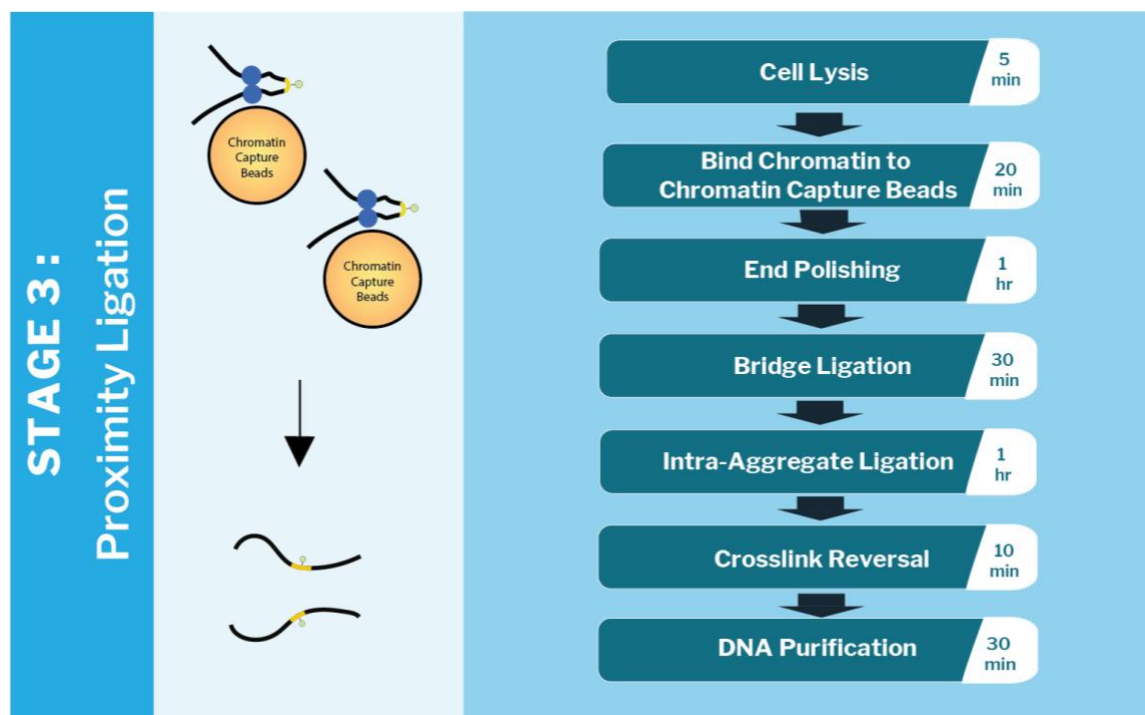 STAGE 3:
Proximity Ligation
Chromatin
Capture
Beads
Chromatin
Capture
Beads
Cell Lysis
5
min
Bind Chromatin to
Chromatin Capture Beads
20
min
End Polishing
1
hr
Bridge Ligation
30
min
Intra-Aggregate Ligation
1
hr
Crosslink Reversal
10
min
DNA Purification
30
min